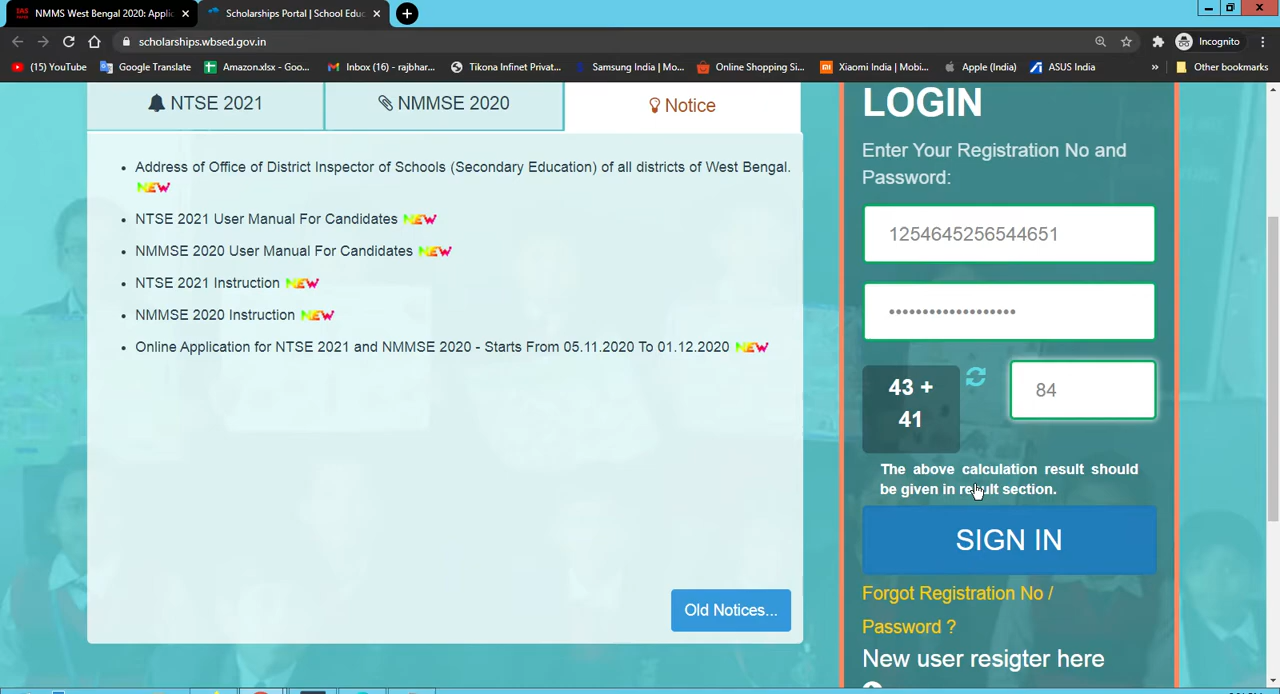 NMMS West Bengal 2020: Applic
Scholarships Portal | School Educ
scholarships.wbsed.gov.in
Incognito
(15) YouTube
Google Translate
Amazon.xlsx - Goo...
Inbox (16) - rajbhar...
Tikona Infinet Privat...
Samsung India | Mo...
Online Shopping Si...
Xiaomi India | Mobi...
Apple (India)
ASUS India
»
Other bookmarks
NTSE 2021
NMMSE 2020
Notice
Address of Office of District Inspector of Schools (Secondary Education) of all districts of West Bengal.
NEW
NTSE 2021 User Manual For Candidates NEW
NMMSE 2020 User Manual For Candidates NEW
NTSE 2021 Instruction NEW
NMMSE 2020 Instruction NEW
Online Application for NTSE 2021 and NMMSE 2020 - Starts From 05.11.2020 To 01.12.2020 NEW
Old Notices...
LOGIN
Enter Your Registration No and
Password:
1254645256544651
•••••••••••••••••••
43 +
41
84
The above calculation result should
be given in result section.
SIGN IN
Forgot Registration No /
Password ?
New user resigter here